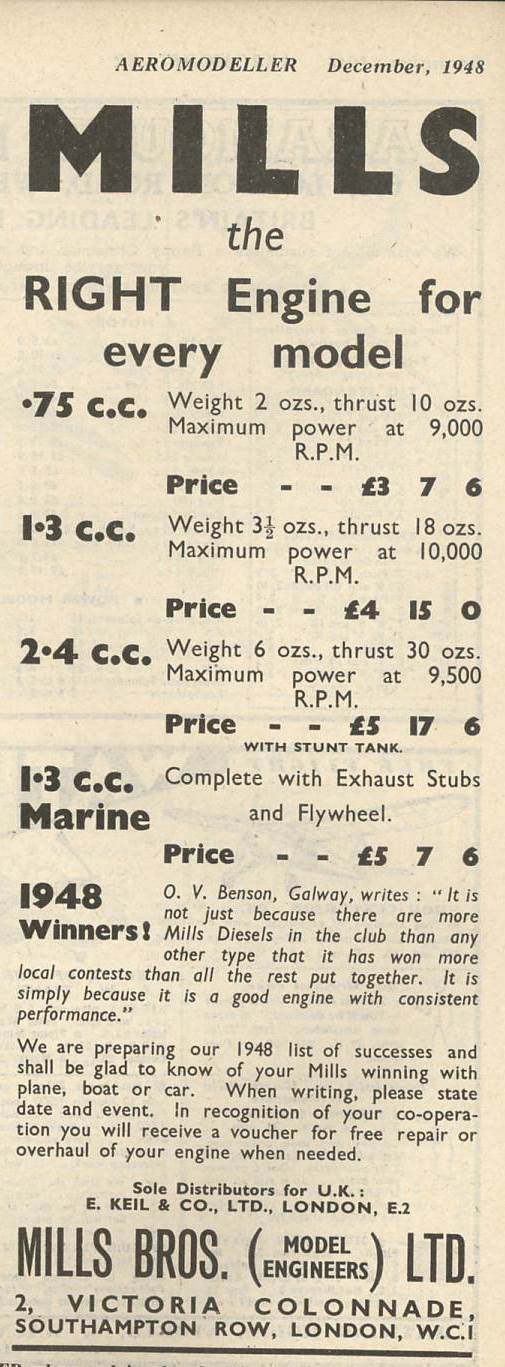 AEROMODELLER December, 1948
MILLS
the
RIGHT Engine for
every model
·75 c.c. Weight 2 ozs., thrust 10 ozs.
Maximum power at 9,000
R.P.M.
Price - - £3 7 6
1·3 c.c. Weight 3½ ozs., thrust 18 ozs.
Maximum power at 10,000
R.P.M.
Price - - £4 15 0
2·4 c.c. Weight 6 ozs., thrust 30 ozs.
Maximum power at 9,500
R.P.M.
Price - - £5 17 6
WITH STUNT TANK.
1·3 c.c. Complete with Exhaust Stubs
Marine and Flywheel.
Price - - £5 7 6
1948 O. V. Benson, Galway, writes : "It is
not just because there are more
Winners! Mills Diesels in the club than any
other type that it has won more
local contests than all the rest put together. It is
simply because it is a good engine with consistent
performance."
We are preparing our 1948 list of successes and
shall be glad to know of your Mills winning with
plane, boat or car. When writing, please state
date and event. In recognition of your co-opera-
tion you will receive a voucher for free repair or
overhaul of your engine when needed.
Sole Distributors for U.K. :
E. KEIL & CO., LTD., LONDON, E.2
MILLS BROS. (MODEL ENGINEERS) LTD.
2, VICTORIA COLONNADE,
SOUTHAMPTON ROW, LONDON, W.C.1